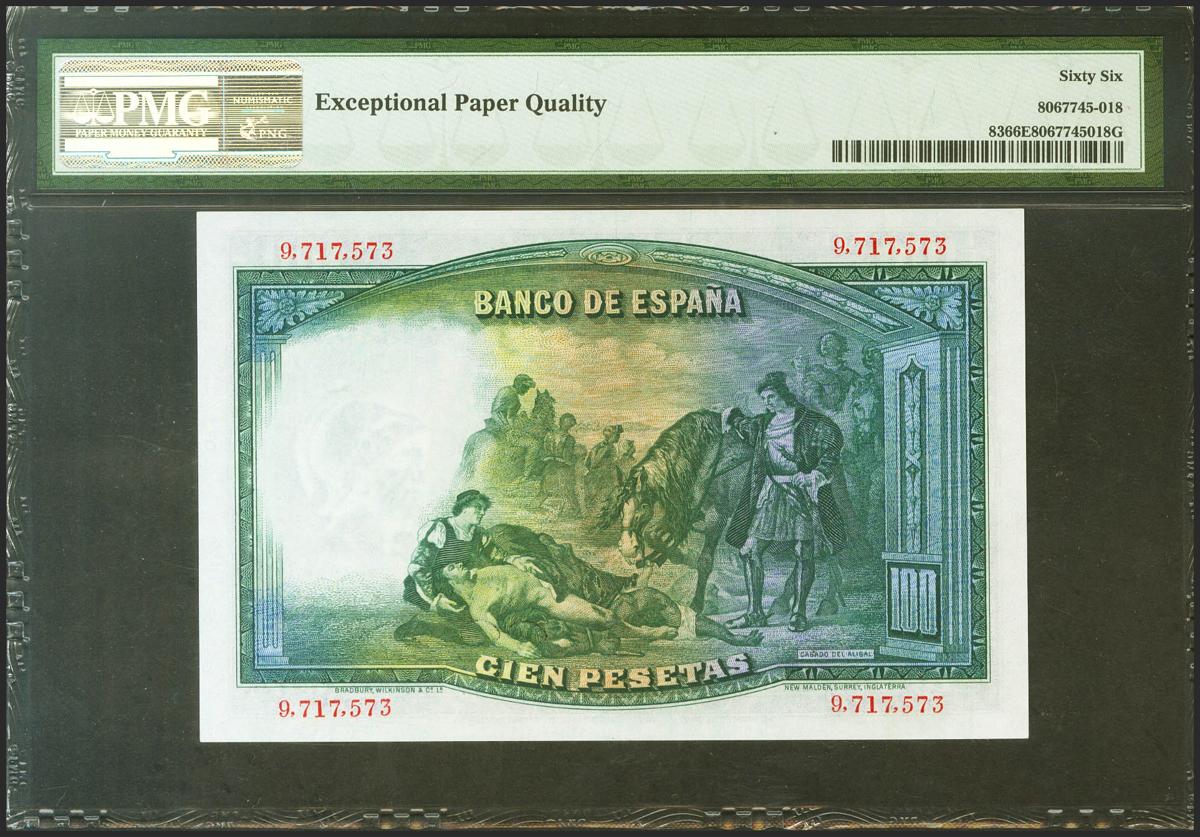 PMG
PAPER MONEY GUARANTY
NUMISMATIC
PNG
Exceptional Paper Quality
Sixty Six
8067745-018
8366E8067745018G
9,717,573
9,717,573
BANCO DE ESPAÑA
100
CASADO DEL ALISAL
CIEN PESETAS
BRADBURY, WILKINSON & Cº Lᴰ
NEW MALDEN, SURREY, INGLATERRA
9,717,573
9,717,573